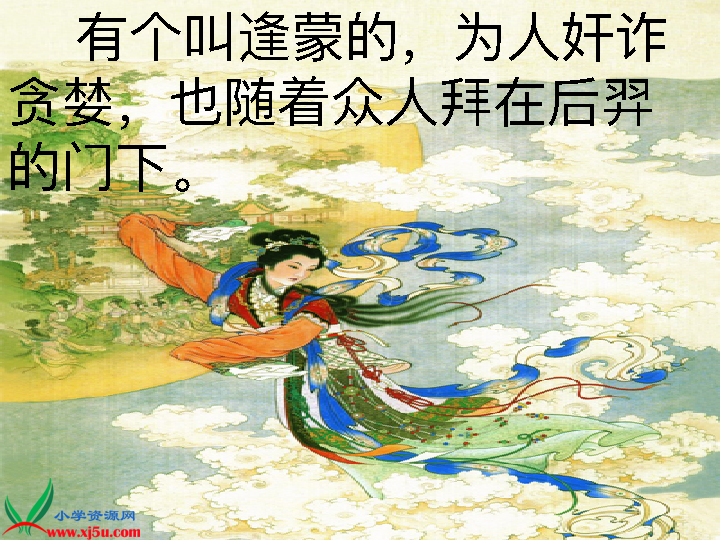 有个叫逢蒙的，为人奸诈
贪婪，也随着众人拜在后羿
的门下。
小学资源网
www.xj5u.com